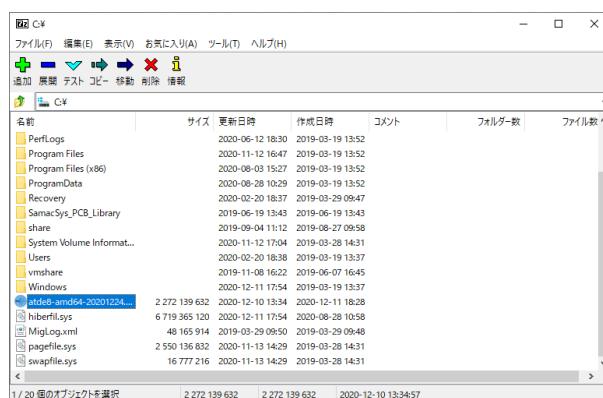 7z C:¥
ファイル(F) 編集(E) 表示(V) お気に入り(A) ツール(T) ヘルプ(H)
追加 展開 テスト コピー 移動 削除 情報
C:¥
名前 サイズ 更新日時 作成日時 コメント フォルダー数 ファイル数
PerfLogs 2020-06-12 18:30 2019-03-19 13:52
Program Files 2020-11-12 16:47 2019-03-19 13:52
Program Files (x86) 2020-08-03 15:27 2019-03-19 13:52
ProgramData 2020-08-28 10:29 2019-03-19 13:52
Recovery 2020-02-20 18:37 2019-03-29 09:47
SamacSys_PCB_Library 2019-06-19 13:43 2019-06-19 13:43
share 2019-09-04 11:12 2019-08-27 09:58
System Volume Informat... 2020-11-12 17:04 2019-03-28 14:31
Users 2020-02-20 18:38 2019-03-19 13:37
vmshare 2019-11-08 16:22 2019-06-07 16:45
Windows 2020-12-11 17:54 2019-03-19 13:37
atde8-amd64-20201224.... 2 272 139 632 2020-12-10 13:34 2020-12-11 18:28
hiberfil.sys 6 719 365 120 2020-12-11 17:54 2020-08-28 10:58
MigLog.xml 48 165 914 2019-03-29 09:50 2019-03-29 09:48
pagefile.sys 2 550 136 832 2020-11-13 14:29 2019-03-28 14:31
swapfile.sys 16 777 216 2020-11-13 14:29 2019-03-28 14:31
1 / 20 個のオブジェクトを選択 2 272 139 632 2 272 139 632 2020-12-10 13:34:57